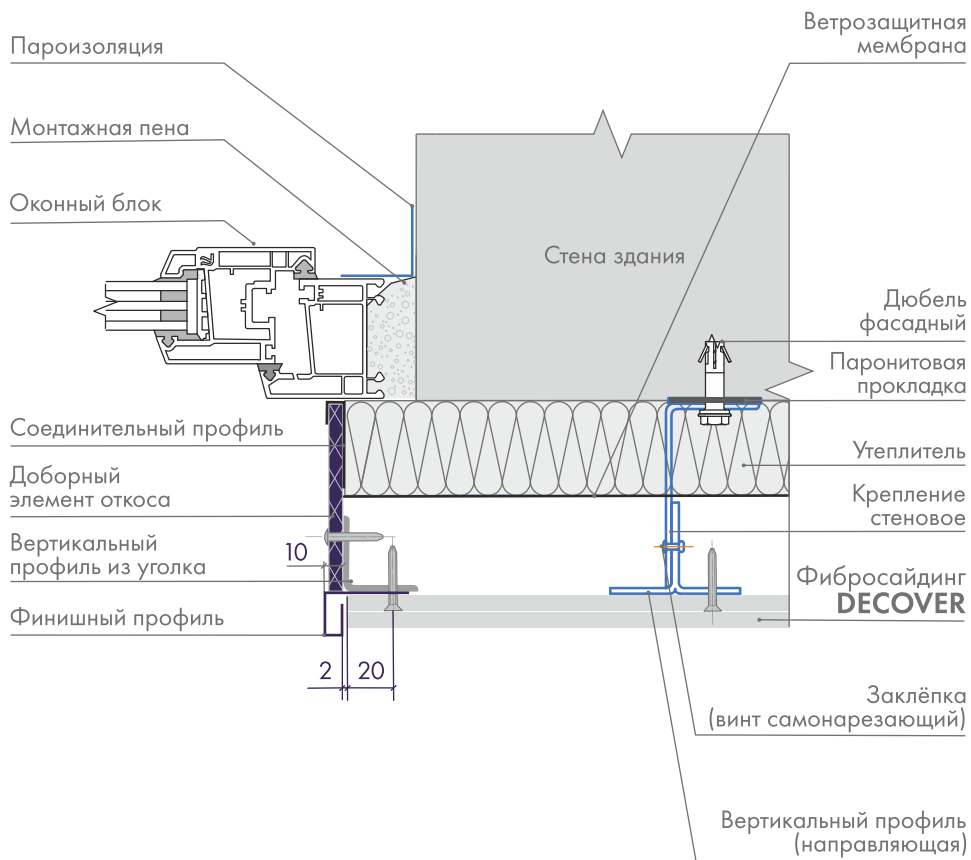 Пароизоляция
Монтажная пена
Оконный блок
Соединительный профиль
Доборный
элемент откоса
Вертикальный
профиль из уголка
Финишный профиль
Стена здания
10
2
20
Ветрозащитная
мембрана
Дюбель
фасадный
Паронитовая
прокладка
Утеплитель
Крепление
стеновое
Фибросайдинг
DECOVER
Заклёпка
(винт самонарезающий)
Вертикальный профиль
(направляющая)